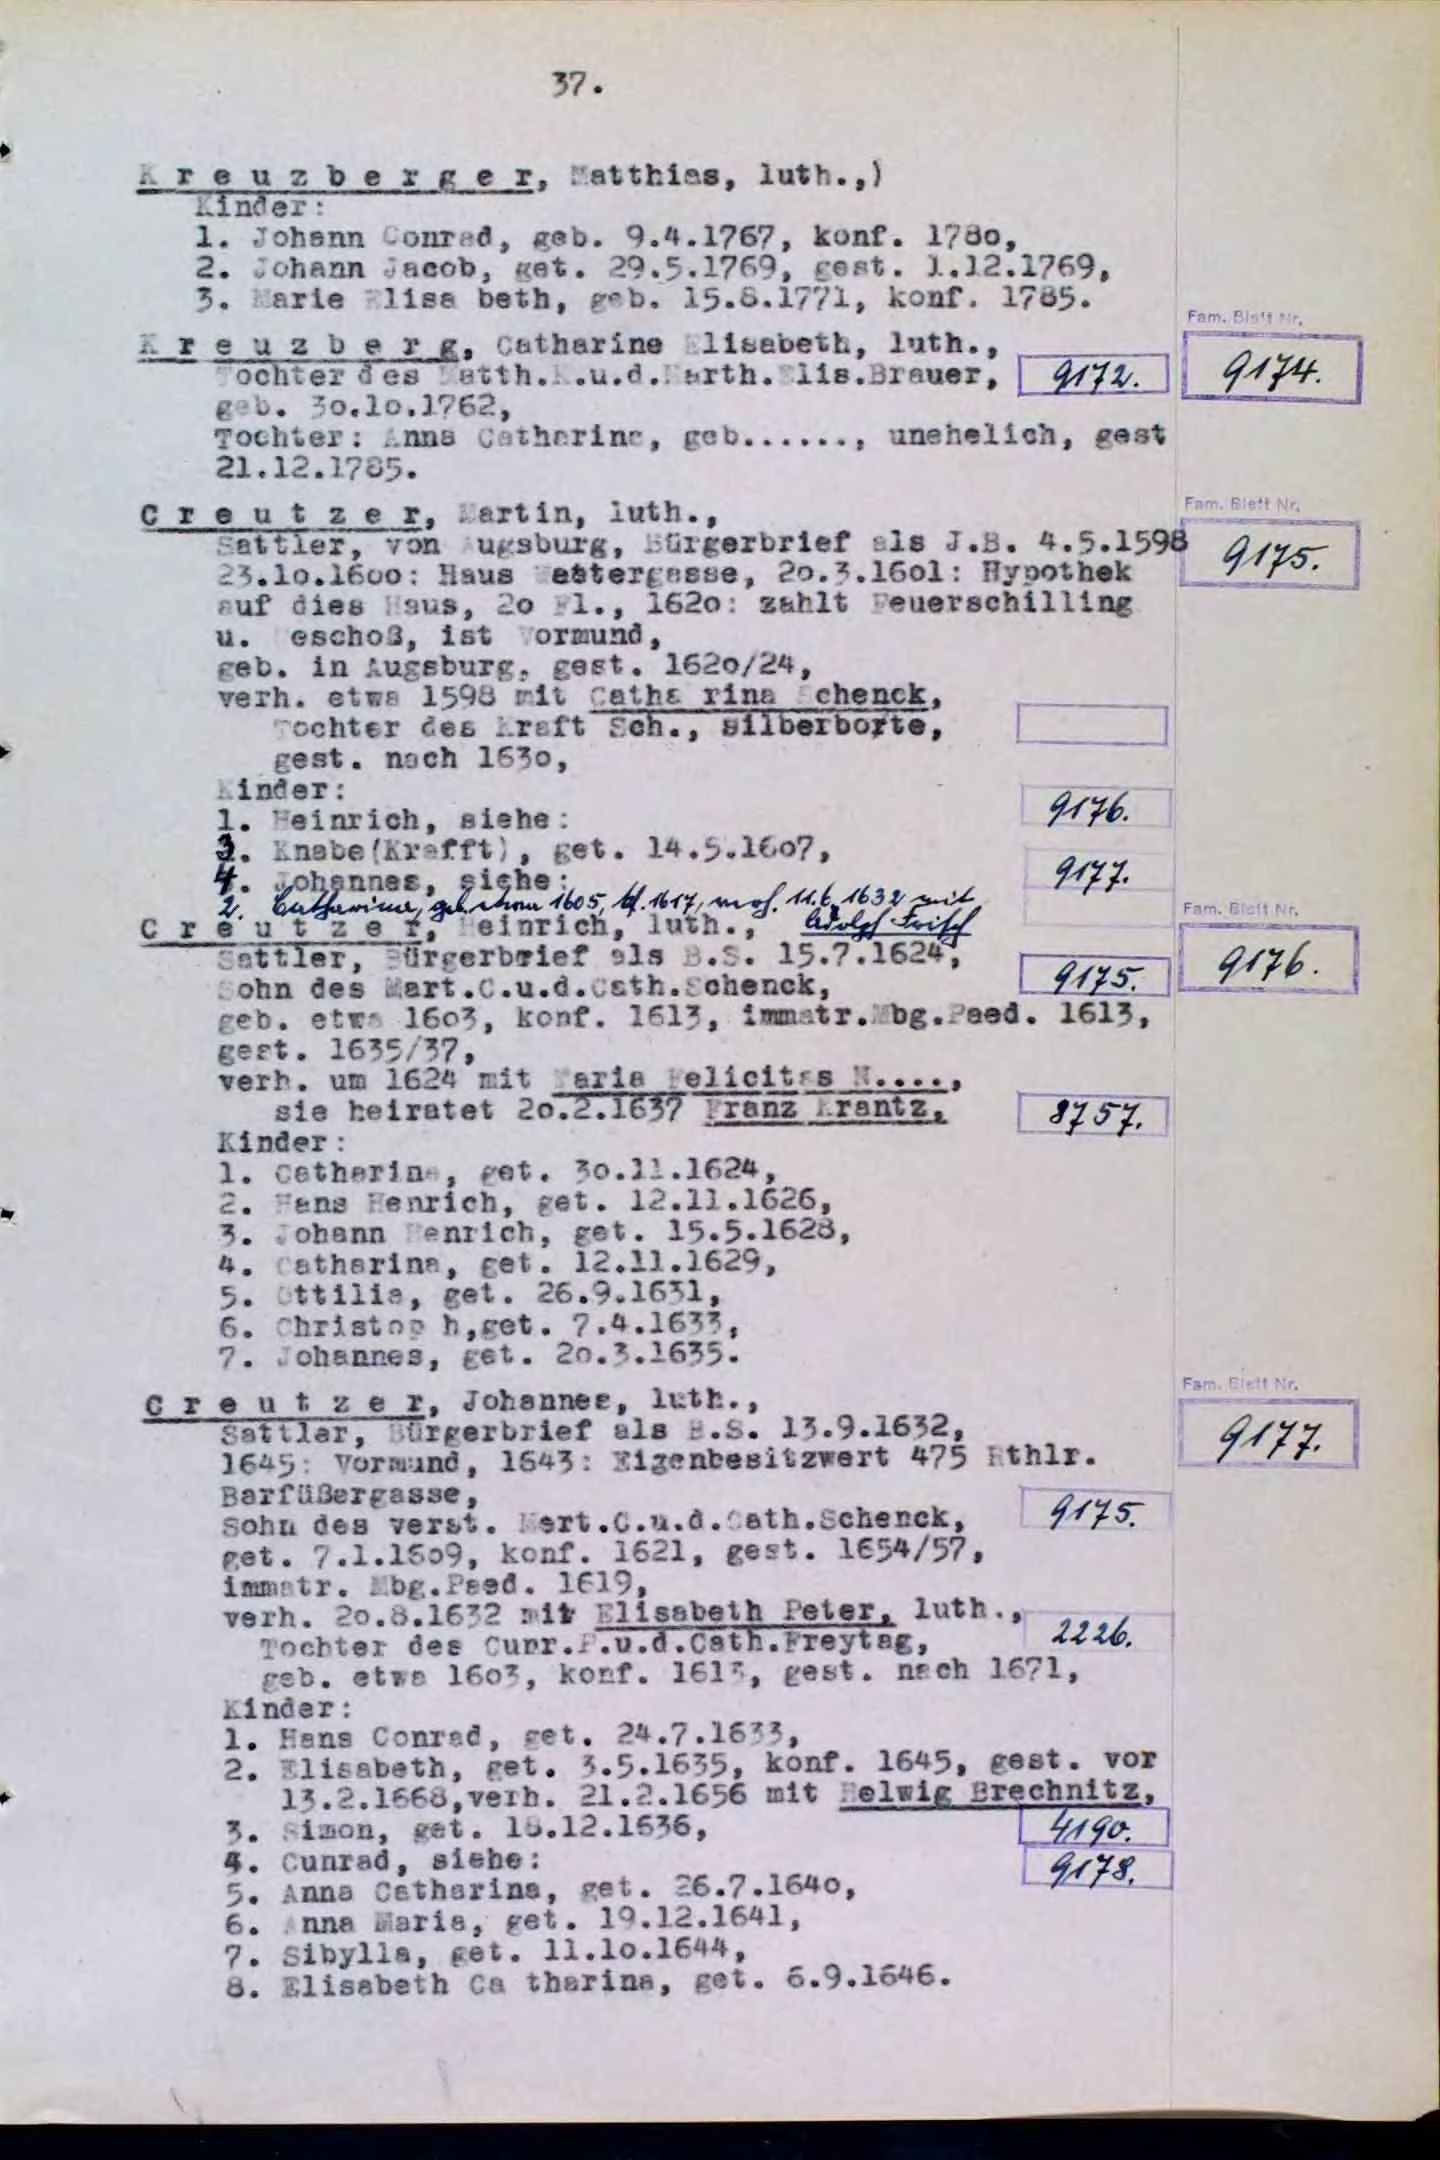 37.
Kreuzberger, Matthias, luth.,)
Kinder:
1. Johann Conrad, geb. 9.4.1767, konf. 178o,
2. Johann Jacob, get. 29.5.1769, gest. 1.12.1769,
3. Marie Elisa beth, geb. 15.8.1771, konf. 1785.
Fam. Blatt Nr.
Kreuzberg, Catharine Elisabeth, luth.,
Tochter des Matth.K.u.d.Marth.Elis.Brauer, 9172. 9174.
geb. 3o.1o.1762,
Tochter: Anna Catharine, geb......, unehelich, gest
21.12.1785.
Fam. Blatt Nr.
Creutzer, Martin, luth.,
Sattler, von Augsburg, Bürgerbrief als J.B. 4.5.1598 9175.
23.1o.16oo: Haus Wettergasse, 2o.3.16o1: Hypothek
auf dies Haus, 2o Fl., 162o: zahlt Feuerschilling
u. Geschoß, ist Vormund,
geb. in Augsburg, gest. 162o/24,
verh. etwa 1598 mit Catha rina Schenck,
Tochter des Kraft Sch., Silberborte,
gest. nach 163o,
Kinder:
1. Heinrich, siehe: 9176.
3. Knabe(Krafft), get. 14.5.16o7,
4. Johannes, siehe: 9177.
2. Catharina, geb. etwa 1605, kf. 1617, 11.6.1632 mit
Adolph Frisch
Fam. Blatt Nr.
Creutzer, Heinrich, luth.,
Sattler, Bürgerbrief als B.S. 15.7.1624, 9176.
Sohn des Mart.C.u.d.Cath.Schenck, 9175.
geb. etwa 16o3, konf. 1613, immatr.Mbg.Paed. 1613,
gest. 1635/37,
verh. um 1624 mit Maria Felicitas N....,
sie heiratet 2o.2.1637 Franz Krantz, 8757.
Kinder:
1. Catharina, get. 3o.11.1624,
2. Hans Henrich, get. 12.11.1626,
3. Johann Henrich, get. 15.5.1628,
4. Catharina, get. 12.11.1629,
5. Ottilia, get. 26.9.1631,
6. Christop h,get. 7.4.1633,
7. Johannes, get. 2o.3.1635.
Fam. Blatt Nr.
Creutzer, Johannes, luth.,
Sattler, Bürgerbrief als B.S. 13.9.1632, 9177.
1645: Vormund, 1643: Eigenbesitzwert 475 Rthlr.
Barfüßergasse,
Sohn des verst. Mart.C.u.d.Cath.Schenck, 9175.
get. 7.1.16o9, konf. 1621, gest. 1654/57,
immatr. Mbg.Paed. 1619,
verh. 2o.8.1632 mit Elisabeth Peter, luth.,
Tochter des Cunr.P.u.d.Cath.Freytag, 2226.
geb. etwa 16o3, konf. 1613, gest. nach 1671,
Kinder:
1. Hans Conrad, get. 24.7.1633,
2. Elisabeth, get. 3.5.1635, konf. 1645, gest. vor
13.2.1668,verh. 21.2.1656 mit Helwig Brechnitz,
3. Simon, get. 18.12.1636, 4190.
4. Cunrad, siehe: 9178.
5. Anna Catharina, get. 26.7.164o,
6. Anna Maria, get. 19.12.1641,
7. Sibylla, get. 11.1o.1644,
8. Elisabeth Ca tharina, get. 6.9.1646.